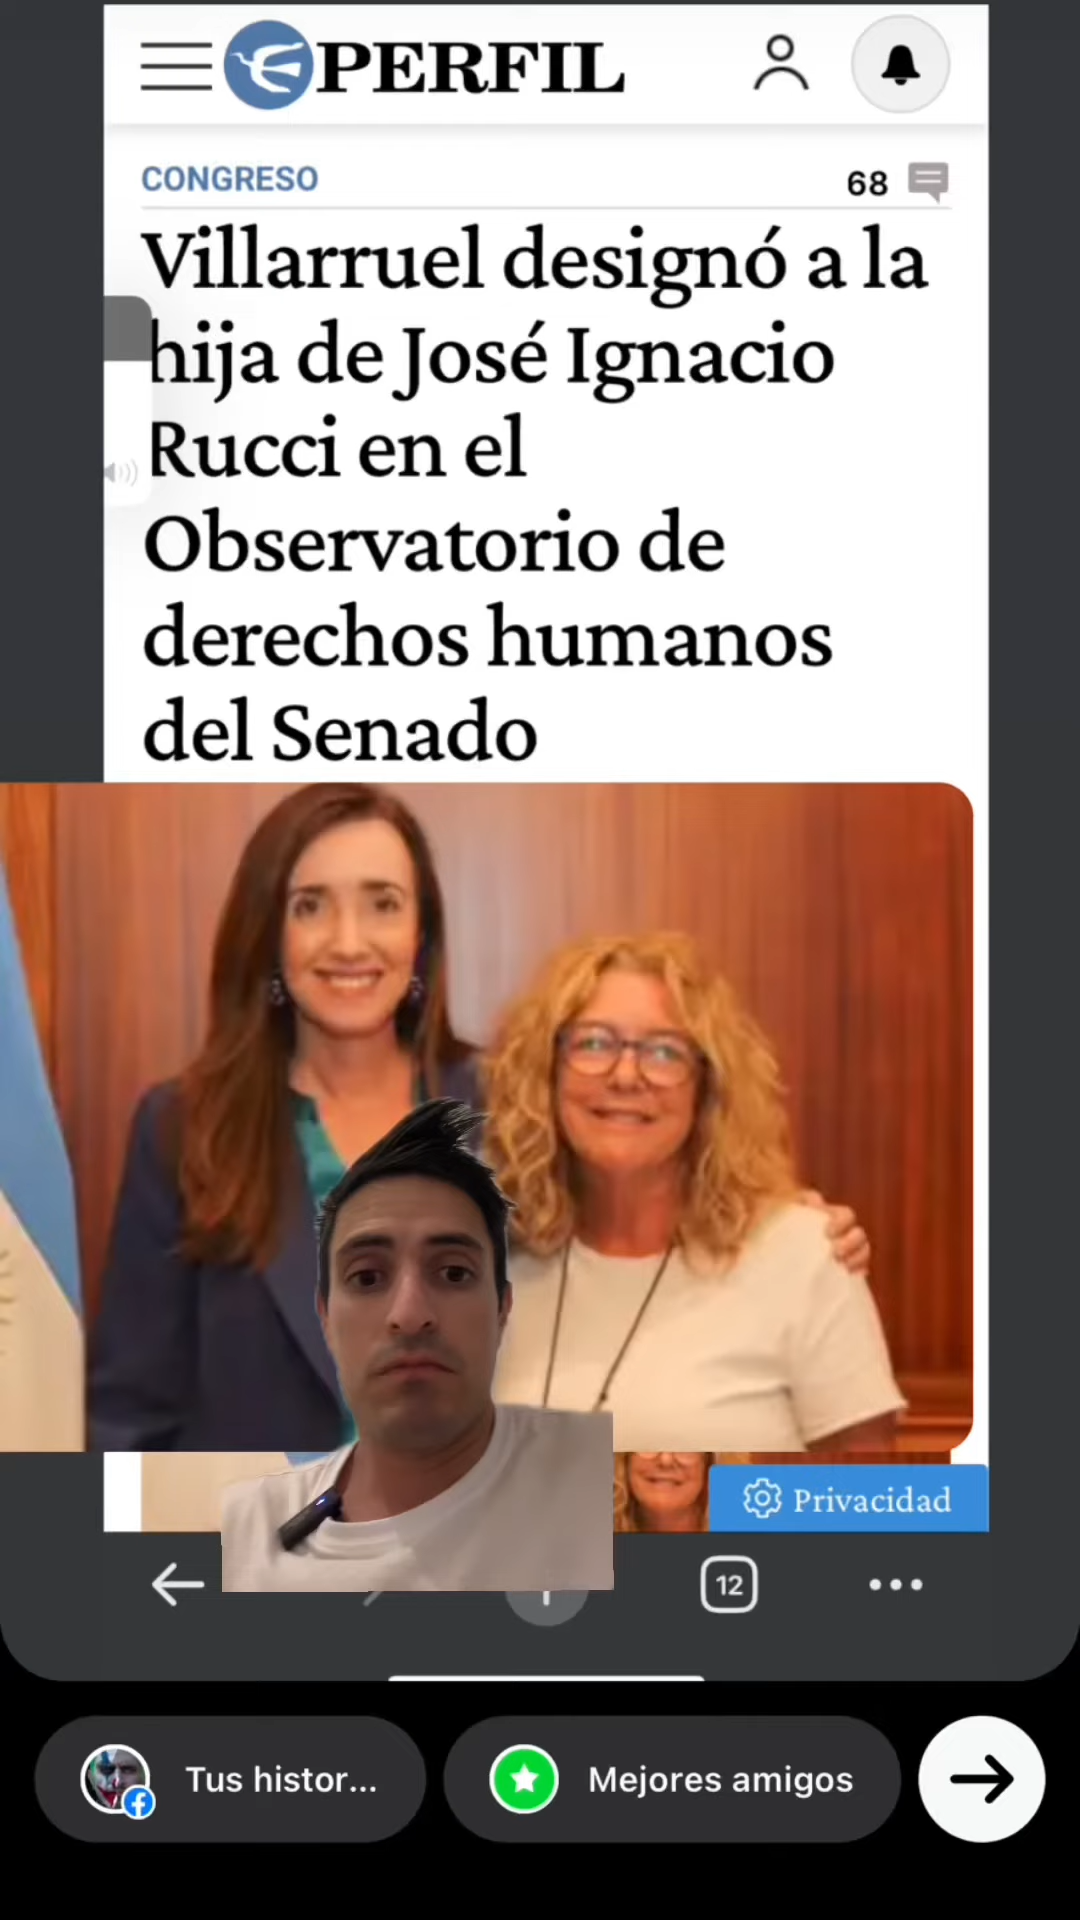 PERFIL
CONGRESO
68
Villarruel designó a la
hija de José Ignacio
Rucci en el
Observatorio de
derechos humanos
del Senado
Privacidad
12
Tus histor...
Mejores amigos